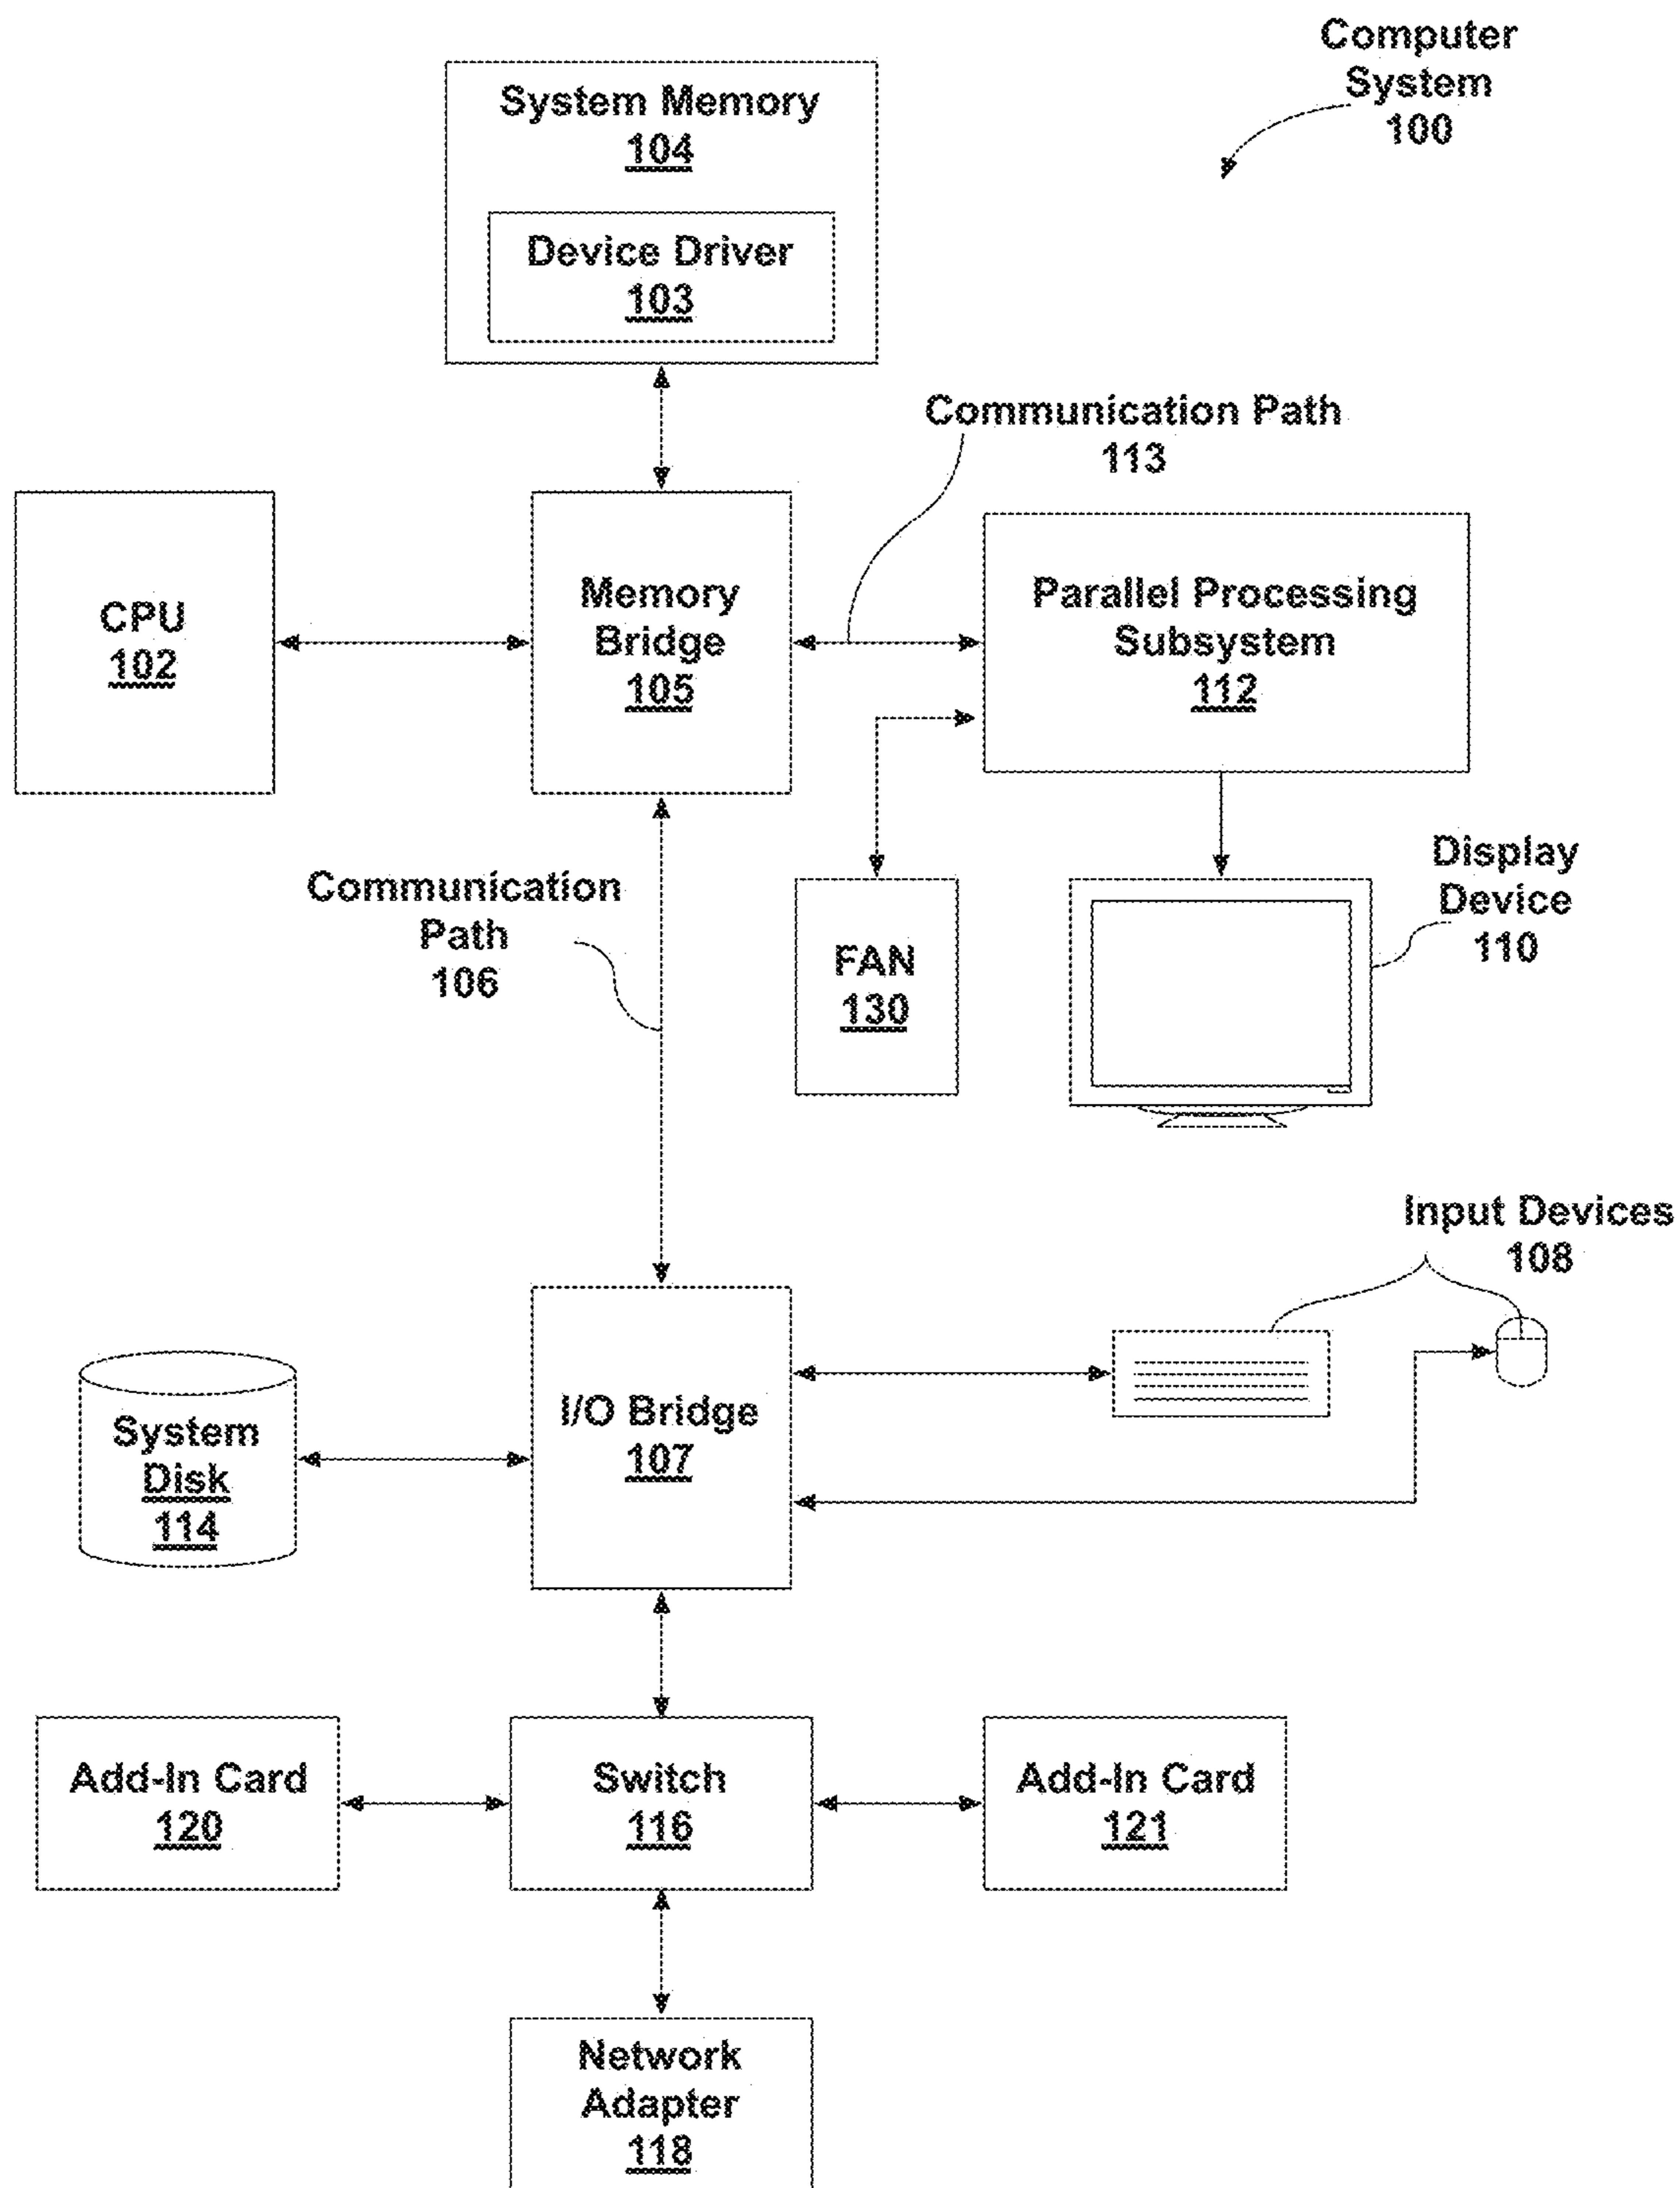 Computer
System
100
System Memory
104
Device Driver
103
Communication Path
113
CPU
102
Memory
Bridge
105
Parallel Processing
Subsystem
112
Communication
Path
106
FAN
130
Display
Device
110
Input Devices
108
System
Disk
114
I/O Bridge
107
Add-In Card
120
Switch
116
Add-In Card
121
Network
Adapter
118